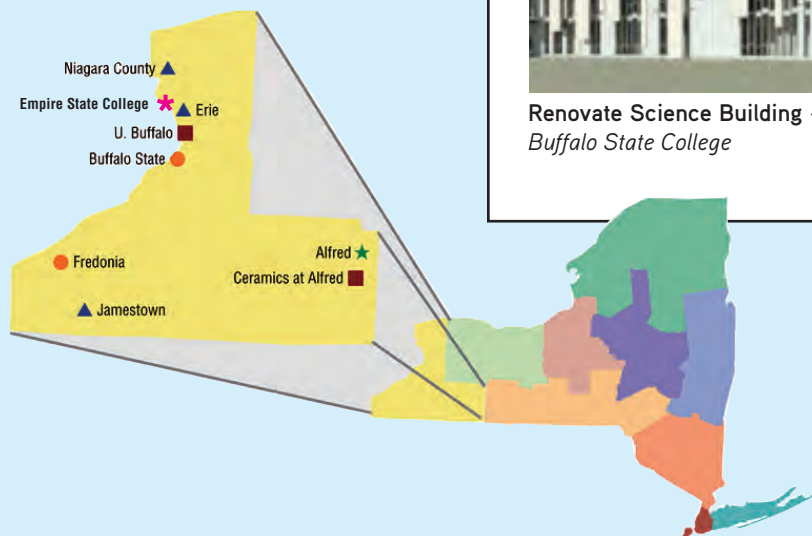 Niagara County
Empire State College
Erie
U. Buffalo
Buffalo State
Fredonia
Jamestown
Alfred
Ceramics at Alfred
Renovate Science Building
Buffalo State College